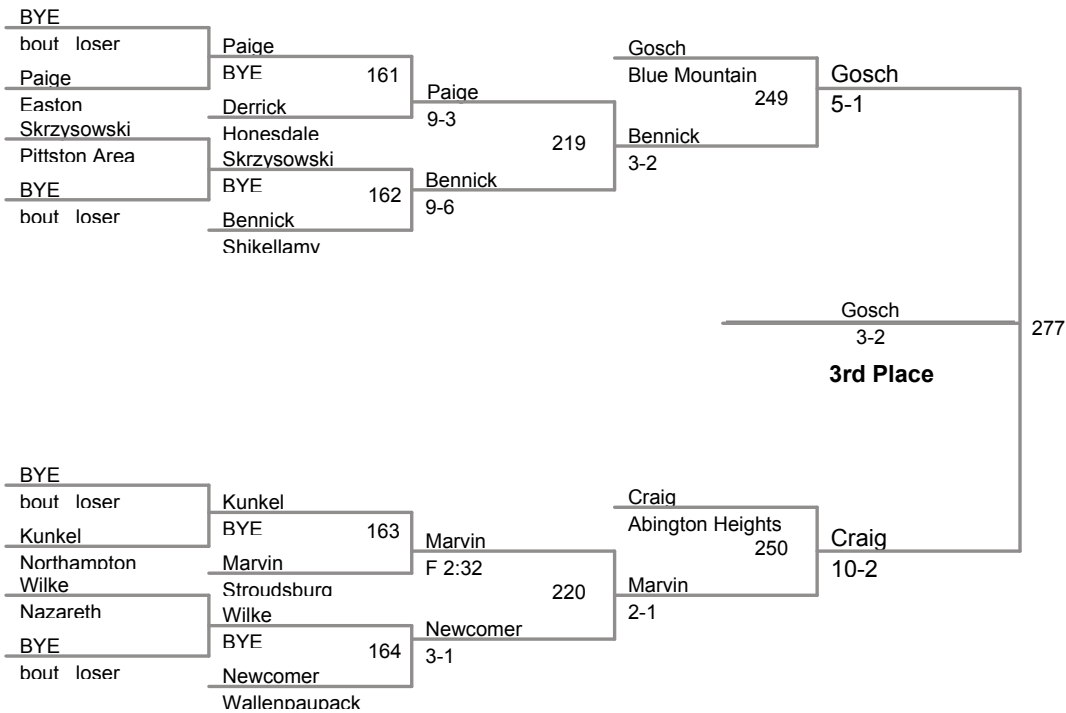 BYE
bout loser
Paige
Easton
Skrzysowski
Pittston Area
BYE
bout loser
Paige
BYE
161
Derrick
Honesdale
Skrzysowski
BYE
162
Bennick
Shikellamy
Paige
9-3
219
Bennick
9-6
Gosch
Blue Mountain
249
Bennick
3-2
Gosch
5-1
Gosch
3-2
3rd Place
277
BYE
bout loser
Kunkel
Northampton
Wilke
Nazareth
BYE
bout loser
Kunkel
BYE
163
Marvin
Stroudsburg
Wilke
BYE
164
Newcomer
Wallenpaupack
Marvin
F 2:32
220
Newcomer
3-1
Craig
Abington Heights
250
Marvin
2-1
Craig
10-2